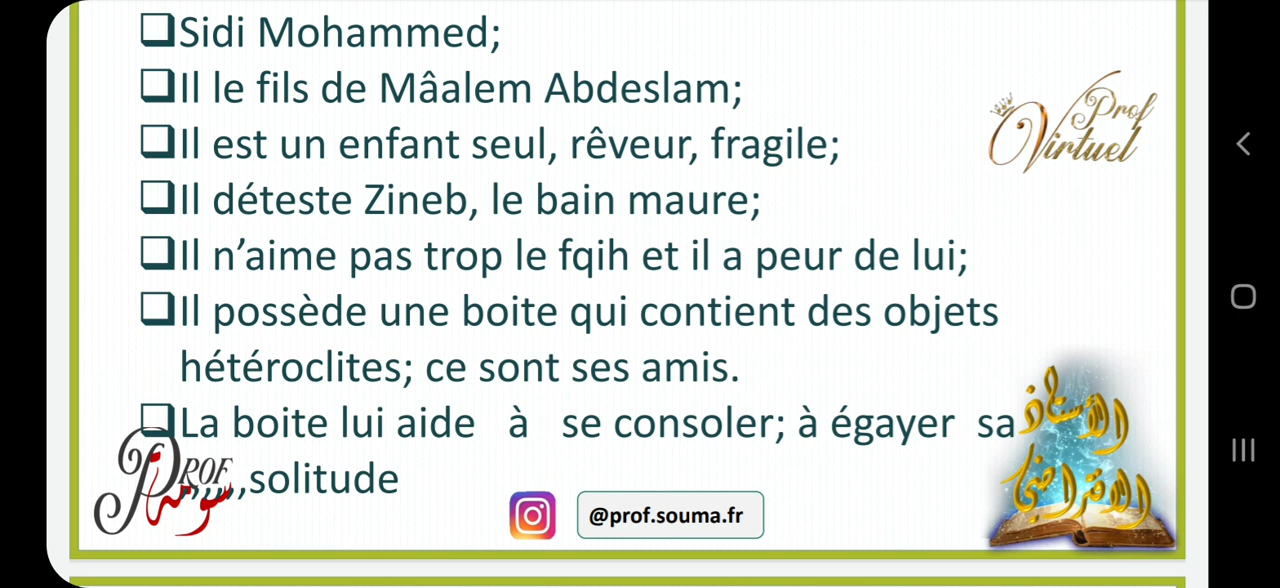 Sidi Mohammed;
Il le fils de Mâalem Abdeslam;
Il est un enfant seul, rêveur, fragile;
Il déteste Zineb, le bain maure;
Il n’aime pas trop le fqih et il a peur de lui;
Il possède une boite qui contient des objets
hétéroclites; ce sont ses amis.
La boite lui aide à se consoler; à égayer sa
,,,,,solitude
Prof
Virtuel
الأستاذ
الافتراضي
PROF
سومة
@prof.souma.fr